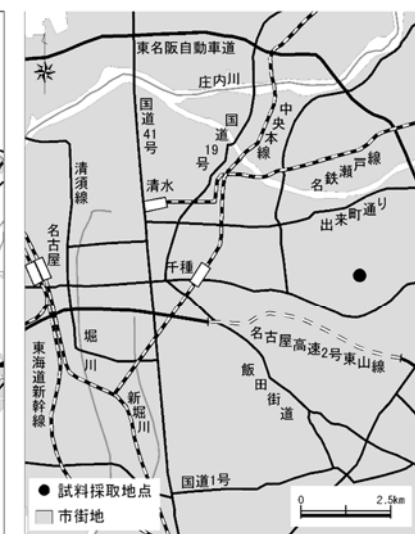 東名阪自動車道
庄内川
国道41号
国道19号
中央本線
名鉄瀬戸線
清須線
清水
出来町通り
名古屋
千種
名古屋高速2号東山線
堀川
東海道新幹線
新堀川
飯田街道
国道1号
試料採取地点
市街地
0 2.5km